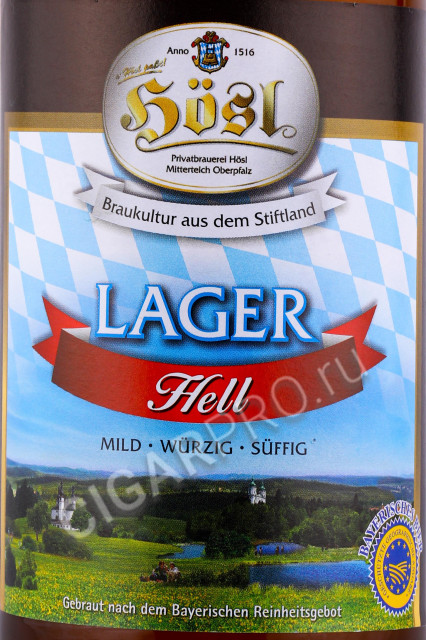 Anno 1516
Hösl
Privatbrauerei Hösl
Mitterteich Oberpfalz
Braukultur aus dem Stiftland
LAGER
Hell
MILD · WÜRZIG · SÜFFIG
CIGARPRO.ru
BAYERISCHES
Gebraut nach dem Bayerischen Reinheitsgebot